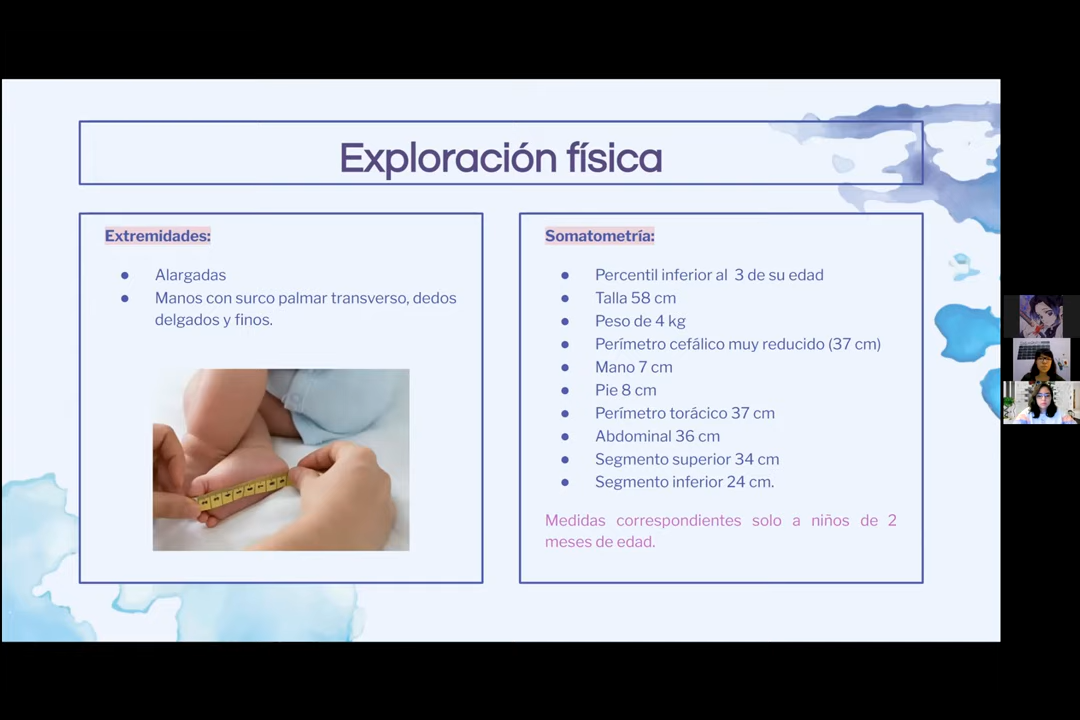 Exploración física
Extremidades:
● Alargadas
● Manos con surco palmar transverso, dedos
delgados y finos.
Somatometría:
● Percentil inferior al 3 de su edad
● Talla 58 cm
● Peso de 4 kg
● Perímetro cefálico muy reducido (37 cm)
● Mano 7 cm
● Pie 8 cm
● Perímetro torácico 37 cm
● Abdominal 36 cm
● Segmento superior 34 cm
● Segmento inferior 24 cm.
Medidas correspondientes solo a niños de 2
meses de edad.